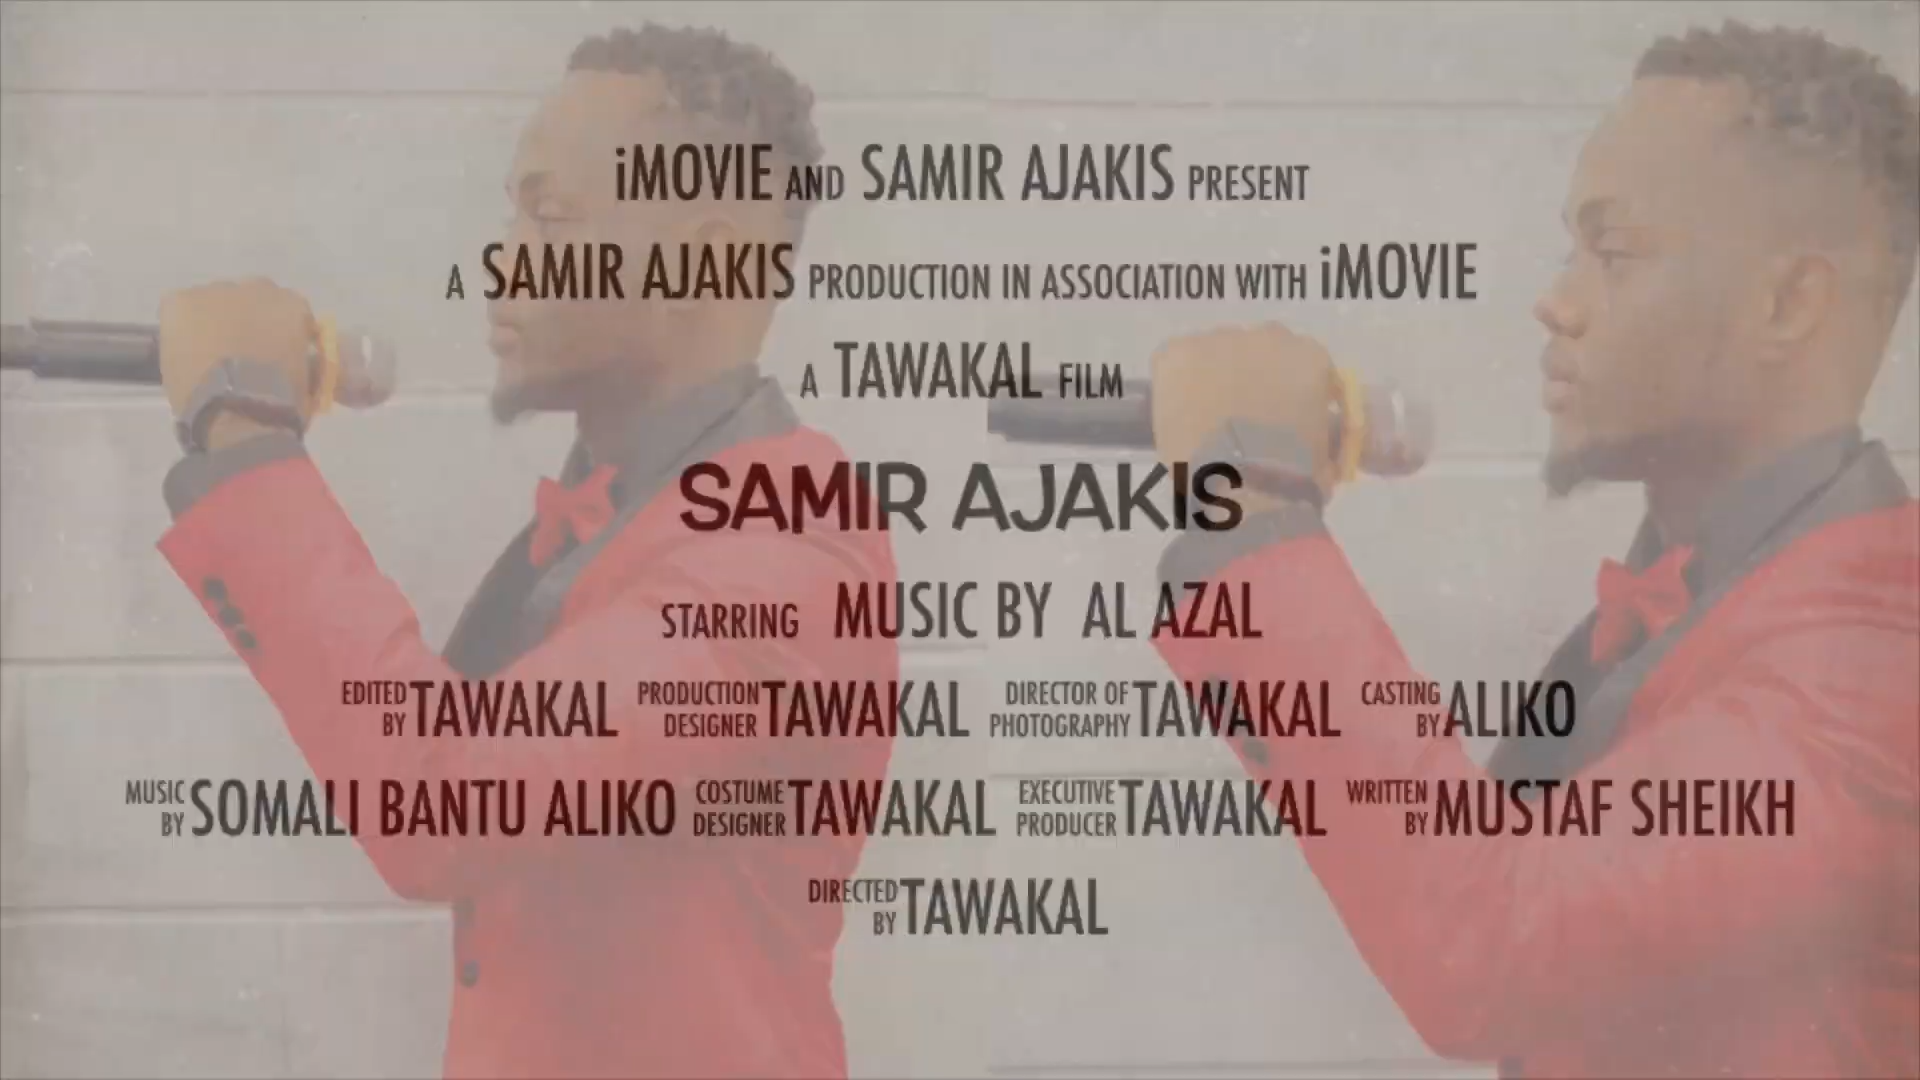 iMOVIE AND SAMIR AJAKIS PRESENT
A SAMIR AJAKIS PRODUCTION IN ASSOCIATION WITH iMOVIE
A TAWAKAL FILM
SAMIR AJAKIS
STARRING MUSIC BY AL AZAL
EDITED BY TAWAKAL PRODUCTION DESIGNER TAWAKAL DIRECTOR OF PHOTOGRAPHY TAWAKAL CASTING BY ALIKO
MUSIC BY SOMALI BANTU ALIKO COSTUME DESIGNER TAWAKAL EXECUTIVE PRODUCER TAWAKAL WRITTEN BY MUSTAF SHEIKH
DIRECTED BY TAWAKAL